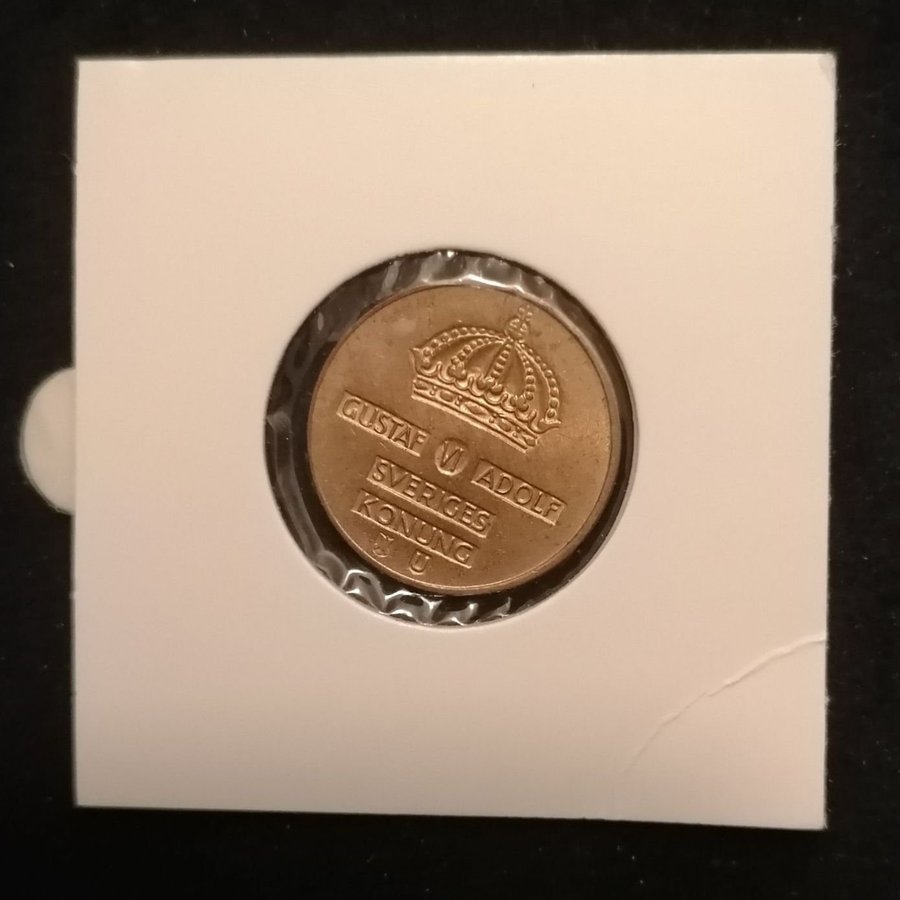 GUSTAF VI ADOLF
SVERIGES
KONUNG
U